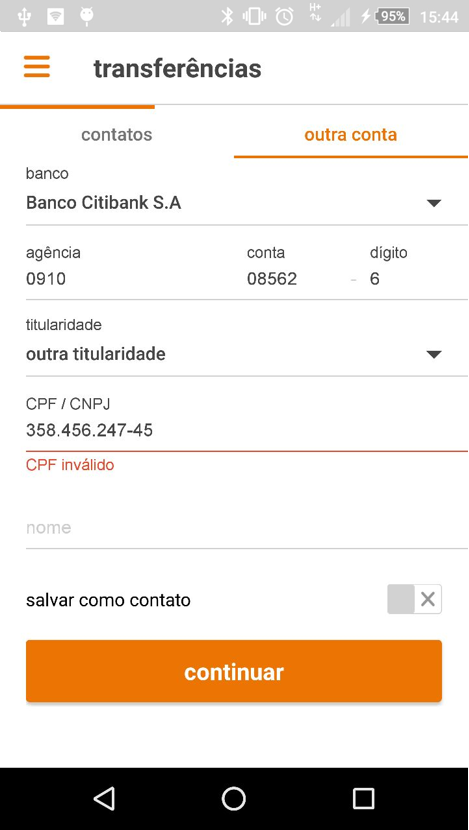 H+ 95% 15:44
transferências
contatos outra conta
banco
Banco Citibank S.A
agência conta dígito
0910 08562 - 6
titularidade
outra titularidade
CPF / CNPJ
358.456.247-45
CPF inválido
nome
salvar como contato
continuar